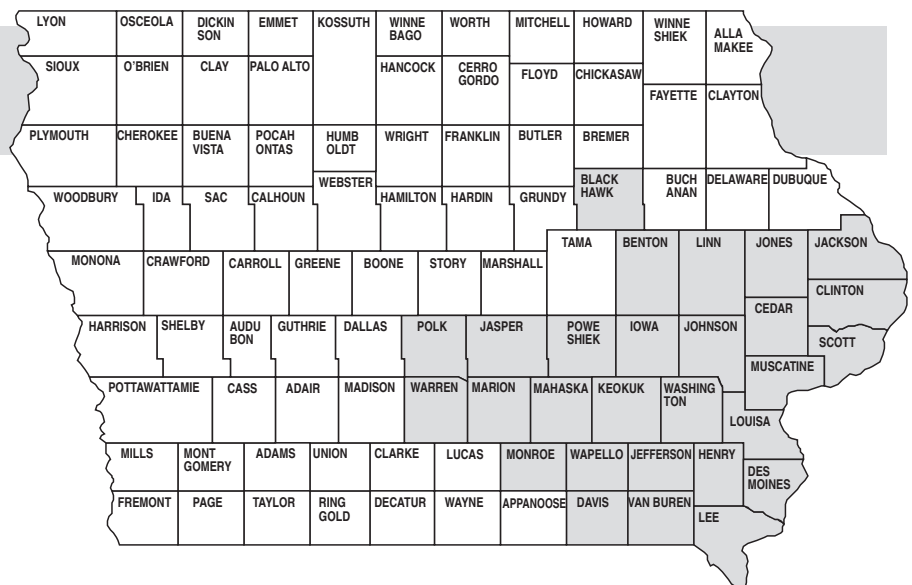 LYON
OSCEOLA
DICKIN
SON
EMMET
KOSSUTH
WINNE
BAGO
WORTH
MITCHELL
HOWARD
WINNE
SHIEK
ALLA
MAKEE
SIOUX
O'BRIEN
CLAY
PALO ALTO
HANCOCK
CERRO
GORDO
FLOYD
CHICKASAW
FAYETTE
CLAYTON
PLYMOUTH
CHEROKEE
BUENA
VISTA
POCAH
ONTAS
HUMB
OLDT
WRIGHT
FRANKLIN
BUTLER
BREMER
WOODBURY
IDA
SAC
CALHOUN
WEBSTER
HAMILTON
HARDIN
GRUNDY
BLACK
HAWK
BUCH
ANAN
DELAWARE
DUBUQUE
MONONA
CRAWFORD
CARROLL
GREENE
BOONE
STORY
MARSHALL
TAMA
BENTON
LINN
JONES
JACKSON
CLINTON
CEDAR
SCOTT
HARRISON
SHELBY
AUDU
BON
GUTHRIE
DALLAS
POLK
JASPER
POWE
SHIEK
IOWA
JOHNSON
MUSCATINE
POTTAWATTAMIE
CASS
ADAIR
MADISON
WARREN
MARION
MAHASKA
KEOKUK
WASHING
TON
LOUISA
MILLS
MONT
GOMERY
ADAMS
UNION
CLARKE
LUCAS
MONROE
WAPELLO
JEFFERSON
HENRY
DES
MOINES
FREMONT
PAGE
TAYLOR
RING
GOLD
DECATUR
WAYNE
APPANOOSE
DAVIS
VAN BUREN
LEE